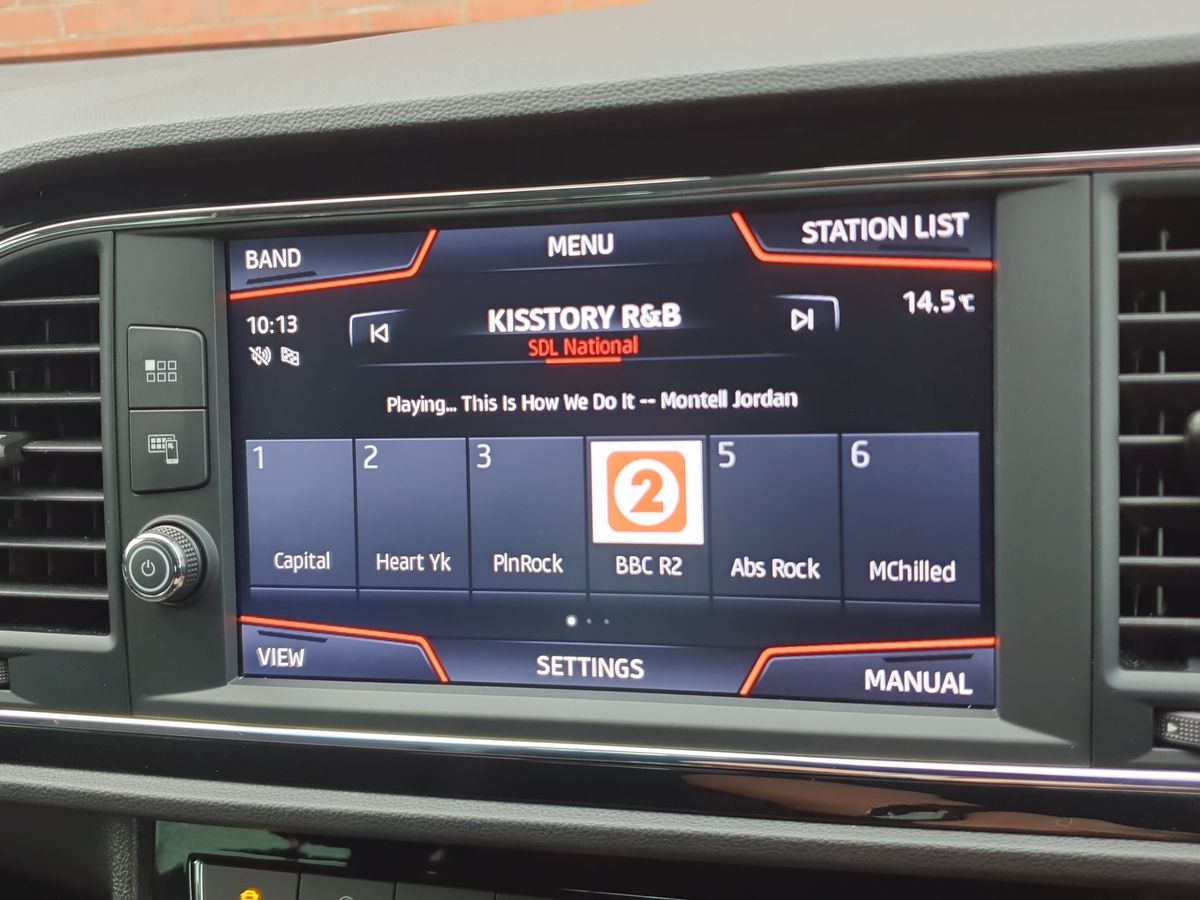 BAND
MENU
STATION LIST
10:13
KISSTORY R&B
14.5°C
SDL National
Playing... This Is How We Do It -- Montell Jordan
1
2
3
2
5
6
Capital
Heart Yk
PlnRock
BBC R2
Abs Rock
MChilled
VIEW
SETTINGS
MANUAL